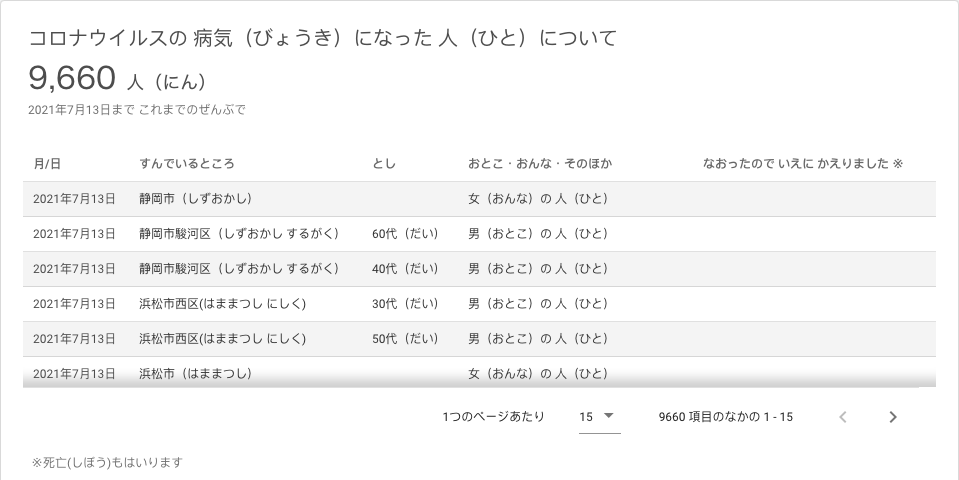 コロナウイルスの 病気（びょうき）になった 人（ひと）について
9,660 人（にん）
2021年7月13日まで これまでのぜんぶで
月/日 すんでいるところ とし おとこ・おんな・そのほか なおったので いえに かえりました ※
2021年7月13日 静岡市（しずおかし） 女（おんな）の 人（ひと）
2021年7月13日 静岡市駿河区（しずおかし するがく） 60代（だい） 男（おとこ）の 人（ひと）
2021年7月13日 静岡市駿河区（しずおかし するがく） 40代（だい） 男（おとこ）の 人（ひと）
2021年7月13日 浜松市西区(はままつし にしく) 30代（だい） 男（おとこ）の 人（ひと）
2021年7月13日 浜松市西区(はままつし にしく) 50代（だい） 男（おとこ）の 人（ひと）
2021年7月13日 浜松市（はままつし） 女（おんな）の 人（ひと）
1つのページあたり 15 9660 項目のなかの 1 - 15
※死亡(しぼう)もはいります